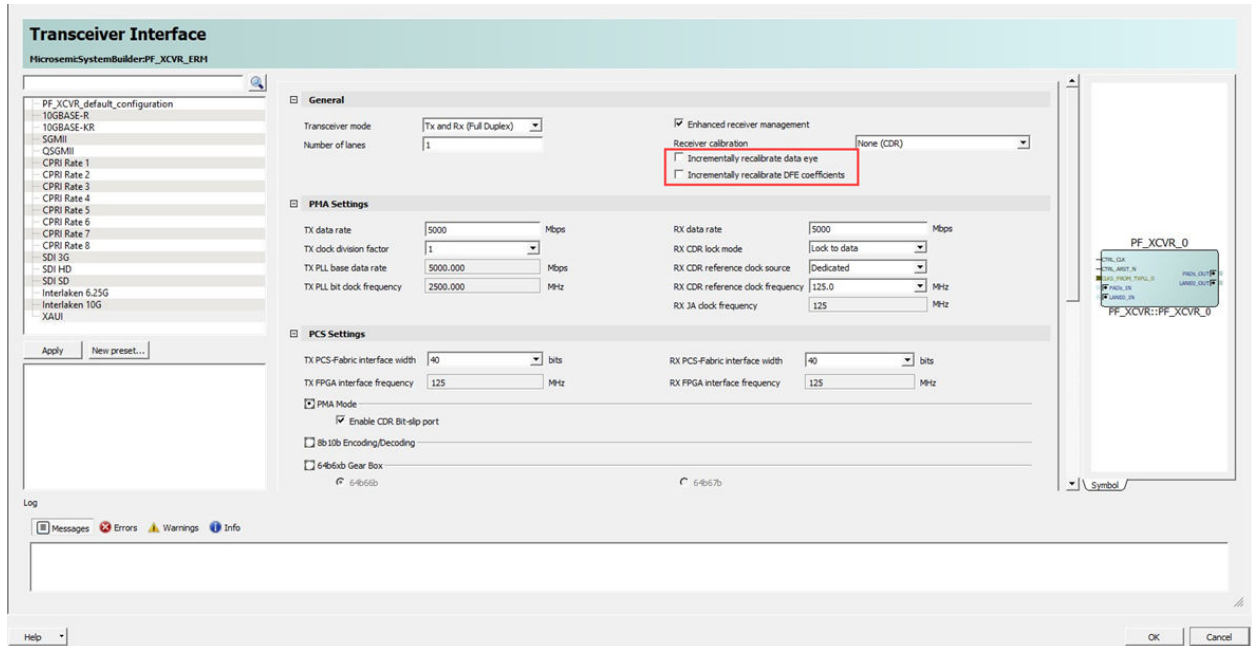 Transceiver Interface
Microsemi:SystemBuilder:PF_XCVR_ERM
PF_XCVR_default_configuration
10GBASE-R
10GBASE-KR
SGMII
QSGMII
CPRI Rate 1
CPRI Rate 2
CPRI Rate 3
CPRI Rate 4
CPRI Rate 5
CPRI Rate 6
CPRI Rate 7
CPRI Rate 8
SDI 3G
SDI HD
SDI SD
Interlaken 6.25G
Interlaken 10G
XAUI
Apply New preset...
General
Transceiver mode Tx and Rx (Full Duplex) Enhanced receiver management
Number of lanes 1 Receiver calibration None (CDR)
Incrementally recalibrate data eye
Incrementally recalibrate DFE coefficients
PMA Settings
TX data rate 5000 Mbps RX data rate 5000 Mbps
TX clock division factor 1 RX CDR lock mode Lock to data
TX PLL base data rate 5000.000 Mbps RX CDR reference clock source Dedicated
TX PLL bit clock frequency 2500.000 MHz RX CDR reference clock frequency 125.0 MHz
RX JA clock frequency 125 MHz
PCS Settings
TX PCS-Fabric interface width 40 bits RX PCS-Fabric interface width 40 bits
TX FPGA interface frequency 125 MHz RX FPGA interface frequency 125 MHz
PMA Mode
Enable CDR Bit-slip port
8b10b Encoding/Decoding
64b6xb Gear Box
64b66b 64b67b
PF_XCVR_0
CTRL_CLK
CTRL_ARST_N
CLKS_FROM_TXPLL_0
PADs_IN PADs_OUT
LANE0_IN LANE0_OUT
PF_XCVR::PF_XCVR_0
Symbol
Log
Messages Errors Warnings Info
Help OK Cancel